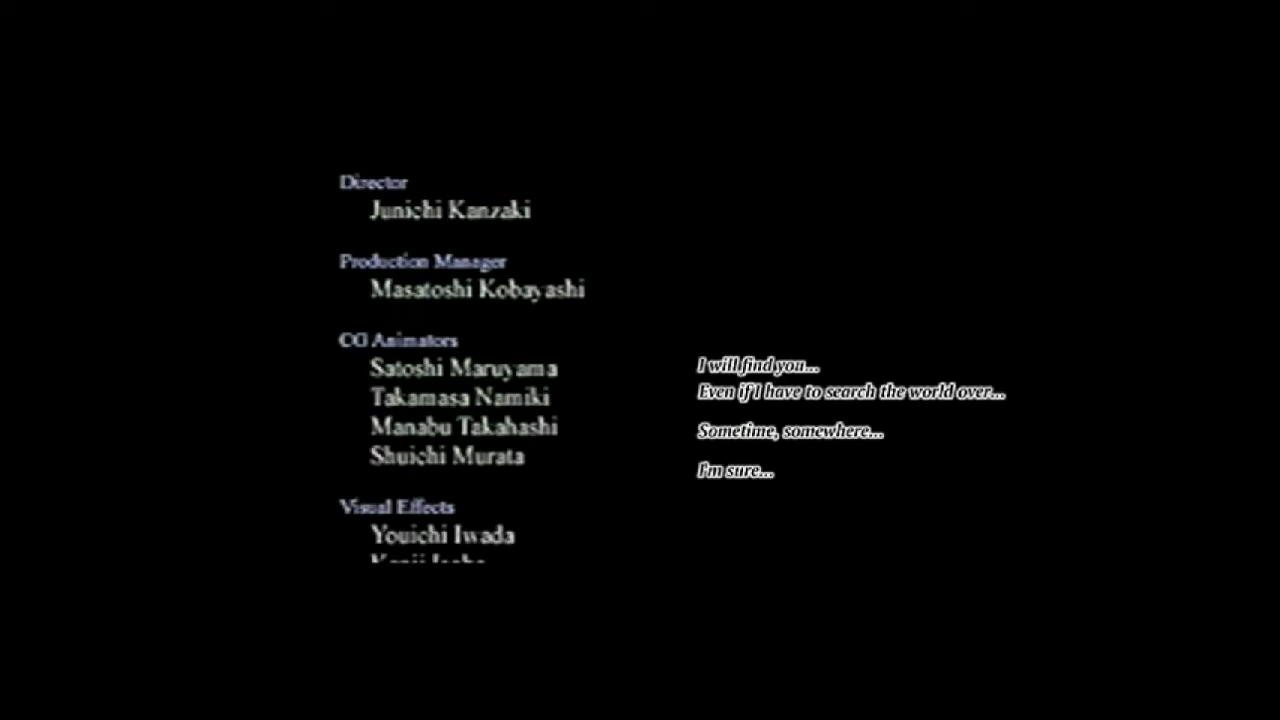 Director
Junichi Kanzaki
Production Manager
Masatoshi Kobayashi
CG Animators
Satoshi Maruyama
Takamasa Namiki
Manabu Takahashi
Shuichi Murata
Visual Effects
Youichi Iwada
I will find you...
Even if I have to search the world over...
Sometime, somewhere...
I'm sure...